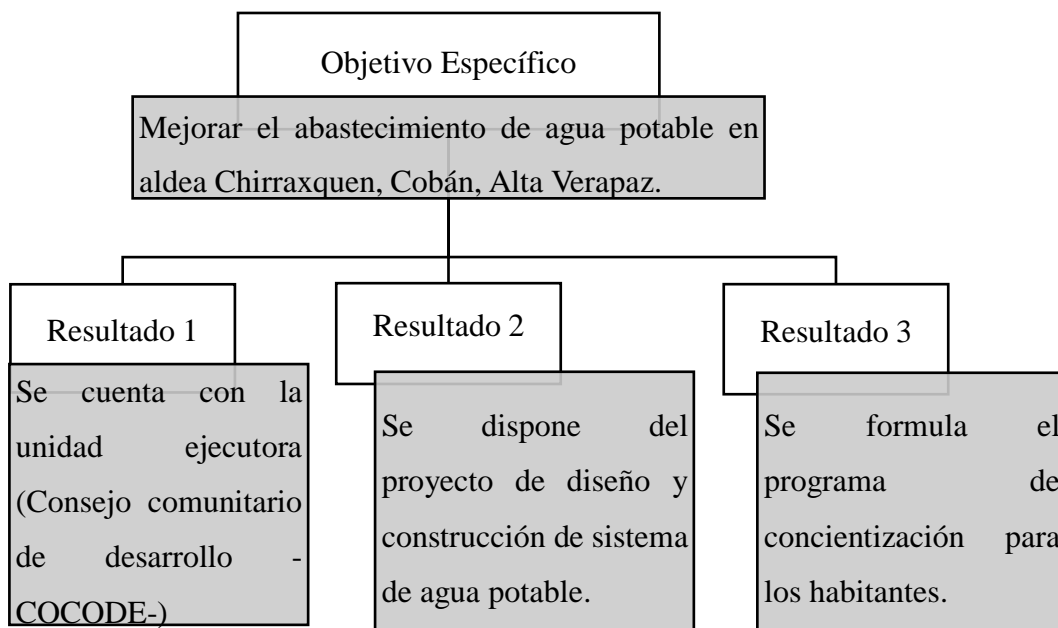 Objetivo Específico
Mejorar el abastecimiento de agua potable en
aldea Chirraxquen, Cobán, Alta Verapaz.
Resultado 1
Se cuenta con la
unidad ejecutora
(Consejo comunitario
de desarrollo -
COCODE-)
Resultado 2
Se dispone del
proyecto de diseño y
construcción de sistema
de agua potable.
Resultado 3
Se formula el
programa de
concientización para
los habitantes.